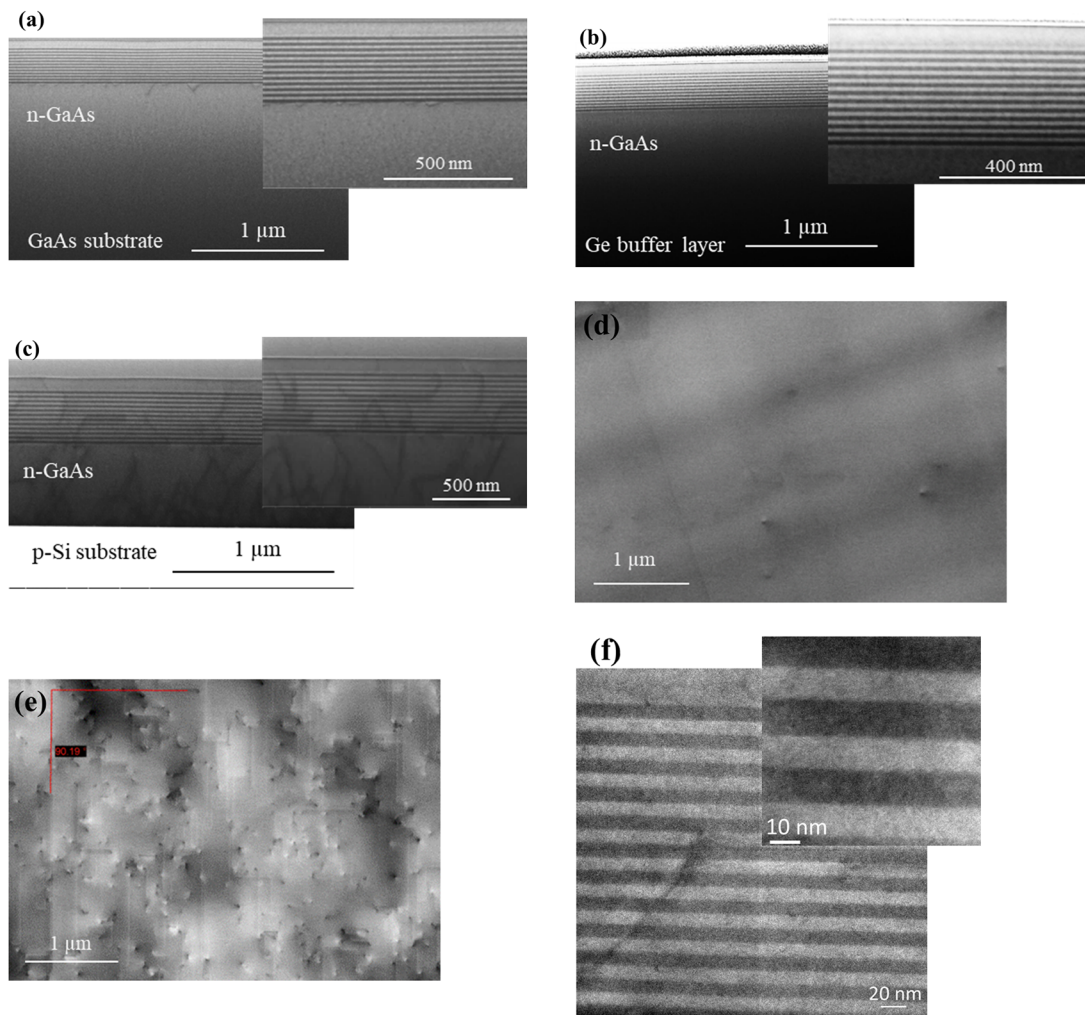 (a)
n-GaAs
500 nm
1 μm
GaAs substrate
(b)
n-GaAs
400 nm
1 μm
Ge buffer layer
(c)
n-GaAs
500 nm
p-Si substrate
1 μm
(d)
1 μm
(e)
90.19 °
1 μm
(f)
10 nm
20 nm